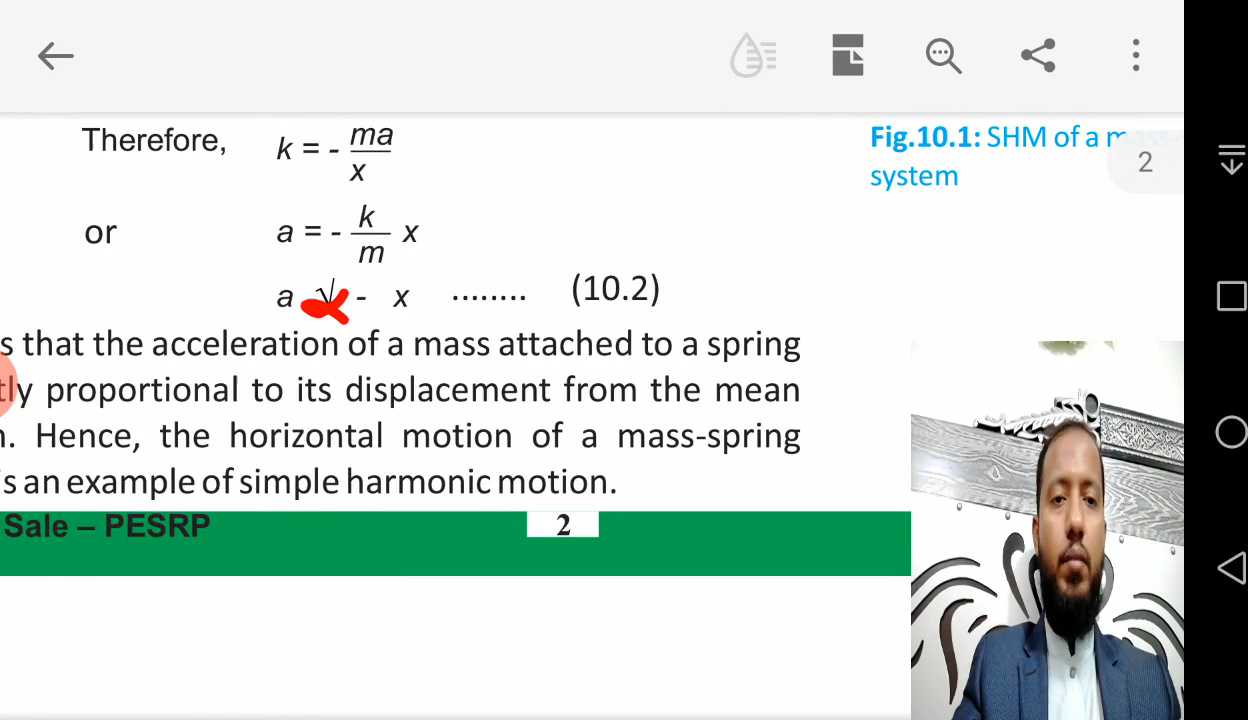 Therefore, k = - ma/x
Fig.10.1: SHM of a mass-
system
2
or a = - k/m x
a - x ........ (10.2)
s that the acceleration of a mass attached to a spring
tly proportional to its displacement from the mean
n. Hence, the horizontal motion of a mass-spring
s an example of simple harmonic motion.
Sale – PESRP
2